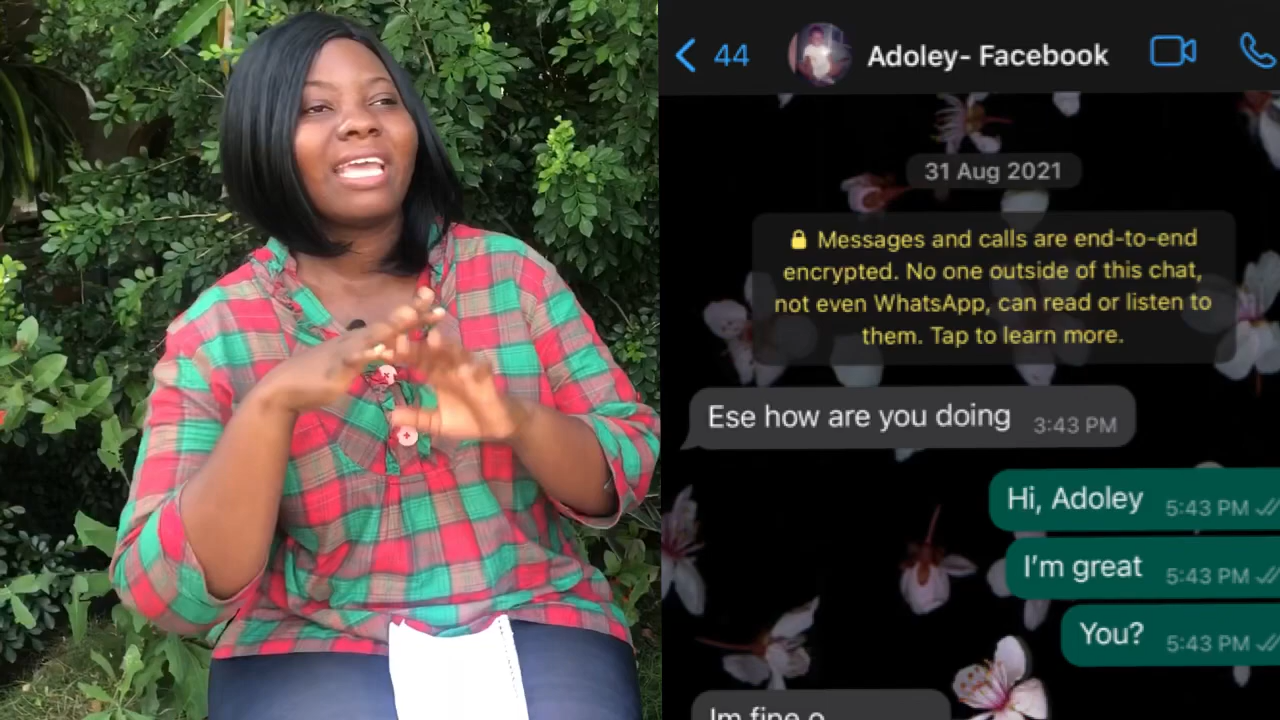 44 Adoley- Facebook
31 Aug 2021
Messages and calls are end-to-end
encrypted. No one outside of this chat,
not even WhatsApp, can read or listen to
them. Tap to learn more.
Ese how are you doing 3:43 PM
Hi, Adoley 5:43 PM
I'm great 5:43 PM
You? 5:43 PM
Im fine o